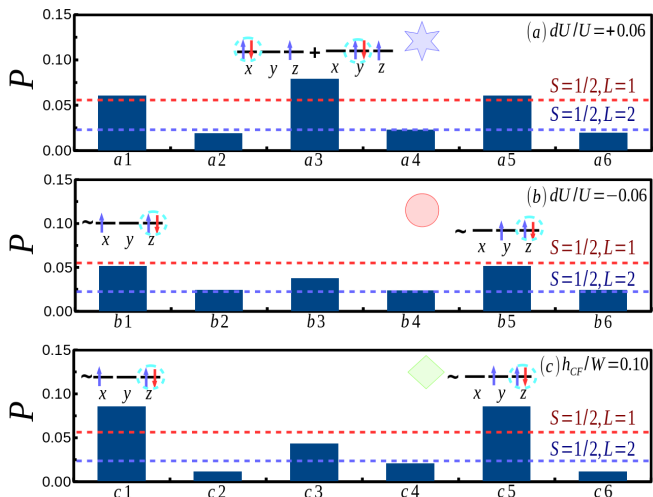 0.15
(a) dU/U=+0.06
P
0.10
+
x y z x y z
S=1/2,L=1
0.05
S=1/2,L=2
0.00
a1 a2 a3 a4 a5 a6
0.15
(b) dU/U=−0.06
P
0.10
~ ~
x y z x y z
S=1/2,L=1
0.05
S=1/2,L=2
0.00
b1 b2 b3 b4 b5 b6
0.15
(c) h_CF/W=0.10
P
0.10
~ ~
x y z x y z
S=1/2,L=1
0.05
S=1/2,L=2
0.00
c1 c2 c3 c4 c5 c6